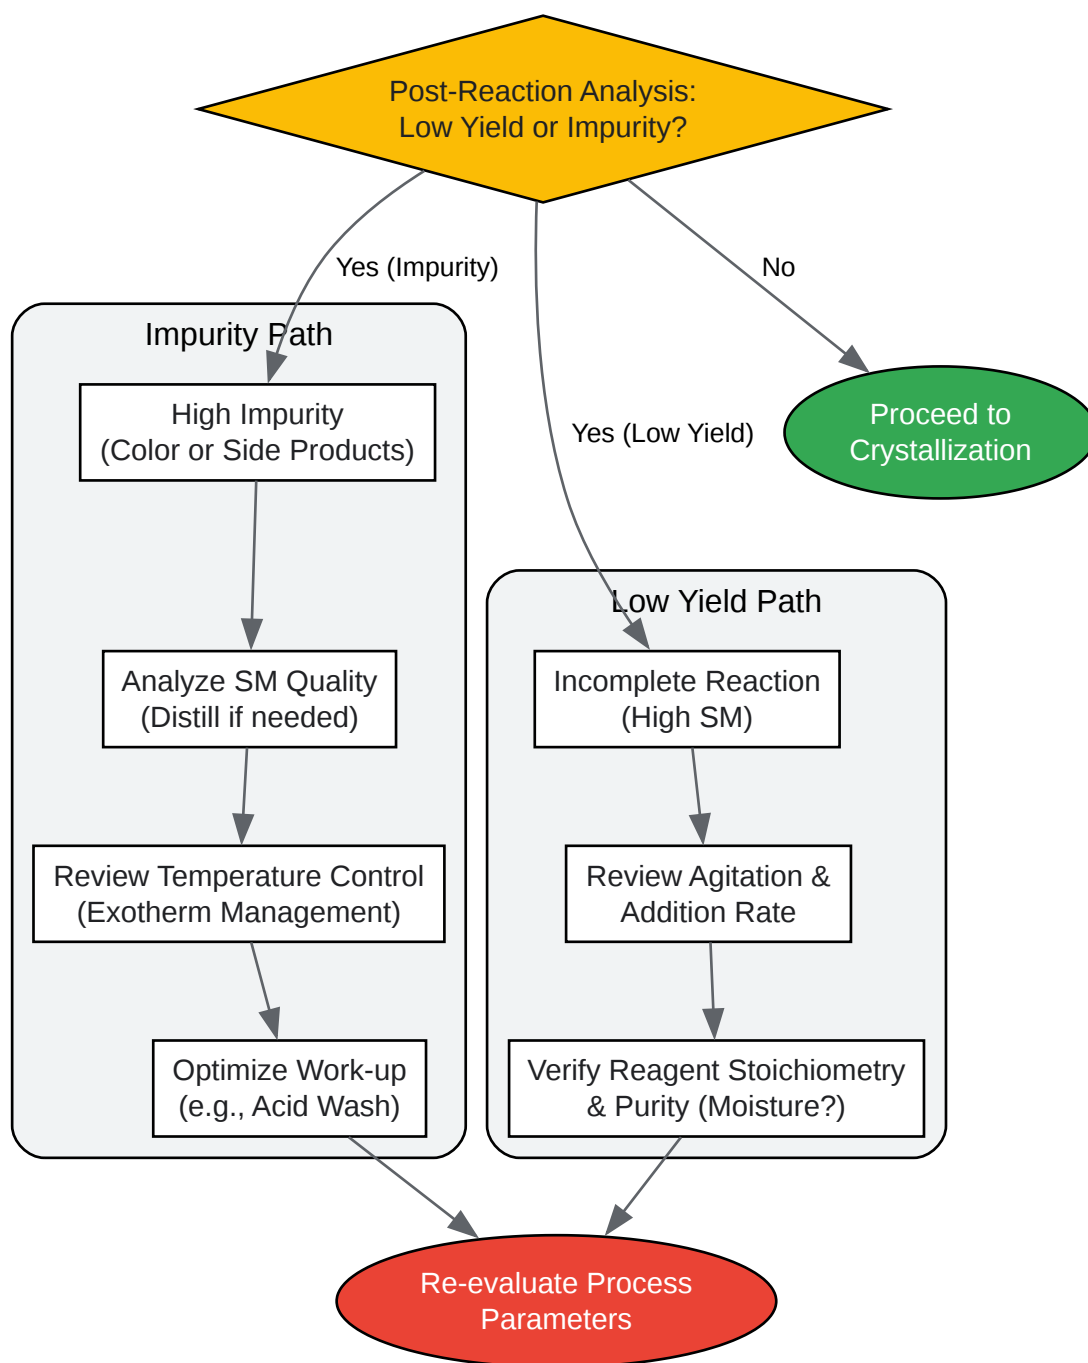 Post-Reaction Analysis:
Low Yield or Impurity?
Yes (Impurity)
No
Impurity Path
High Impurity
(Color or Side Products)
Yes (Low Yield)
Proceed to
Crystallization
Low Yield Path
Analyze SM Quality
(Distill if needed)
Incomplete Reaction
(High SM)
Review Temperature Control
(Exotherm Management)
Review Agitation &
Addition Rate
Optimize Work-up
(e.g., Acid Wash)
Verify Reagent Stoichiometry
& Purity (Moisture?)
Re-evaluate Process
Parameters